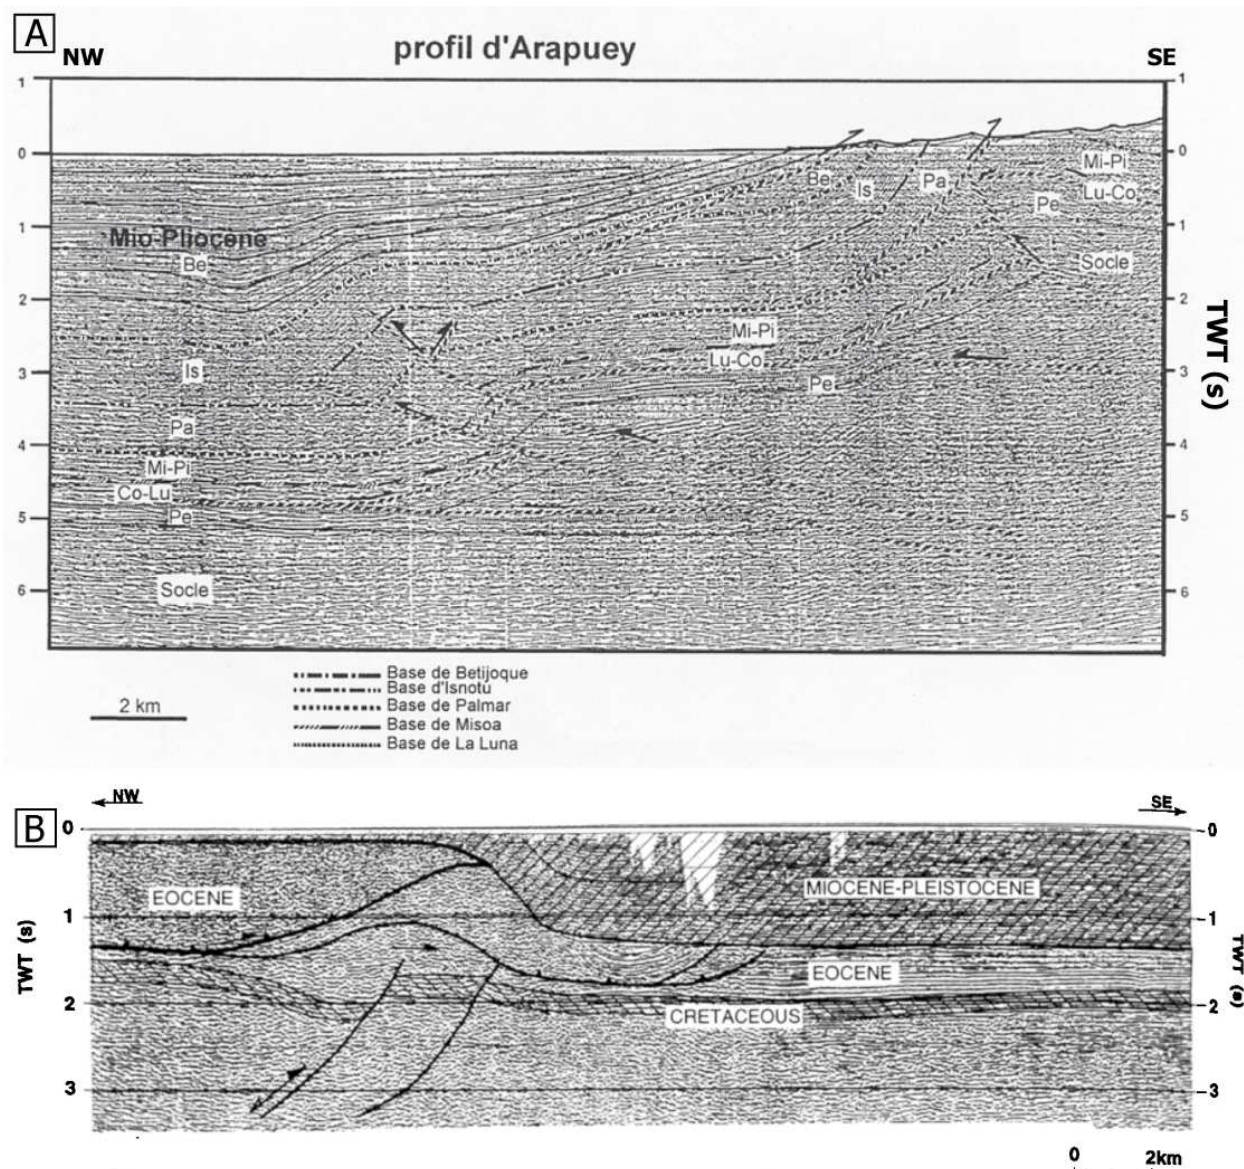 A
NW
profil d'Arapuey
SE
1
1
0
0
Mi-Pi
Be
Is
Pa
Lu-Co
Pe
1
1
Mio-Pliocene
Be
Socle
2
2
Mi-Pi
TWT (s)
Lu-Co
Is
3
3
Pe
Pa
4
4
Mi-Pi
Co-Lu
5
5
Pe
Socle
6
6
2 km
Base de Betijoque
Base d'Isnotú
Base de Palmar
Base de Misoa
Base de La Luna
B
NW
SE
0
0
EOCENE
MIOCENE-PLEISTOCENE
1
1
TWT (s)
TWT (s)
EOCENE
2
2
CRETACEOUS
3
3
0
2km